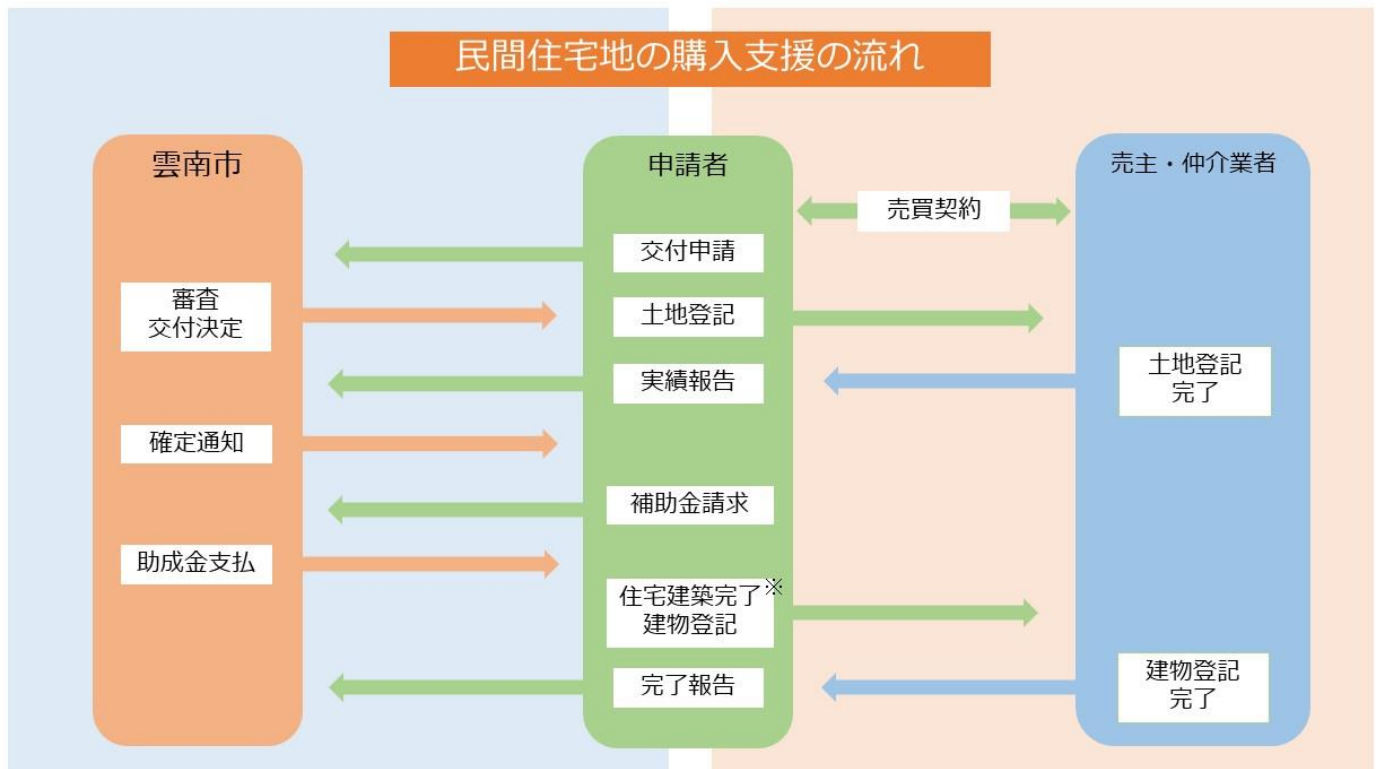 民間住宅地の購入支援の流れ
雲南市
申請者
売主・仲介業者
売買契約
交付申請
審査
交付決定
土地登記
土地登記
完了
実績報告
確定通知
補助金請求
助成金支払
住宅建築完了※
建物登記
建物登記
完了
完了報告